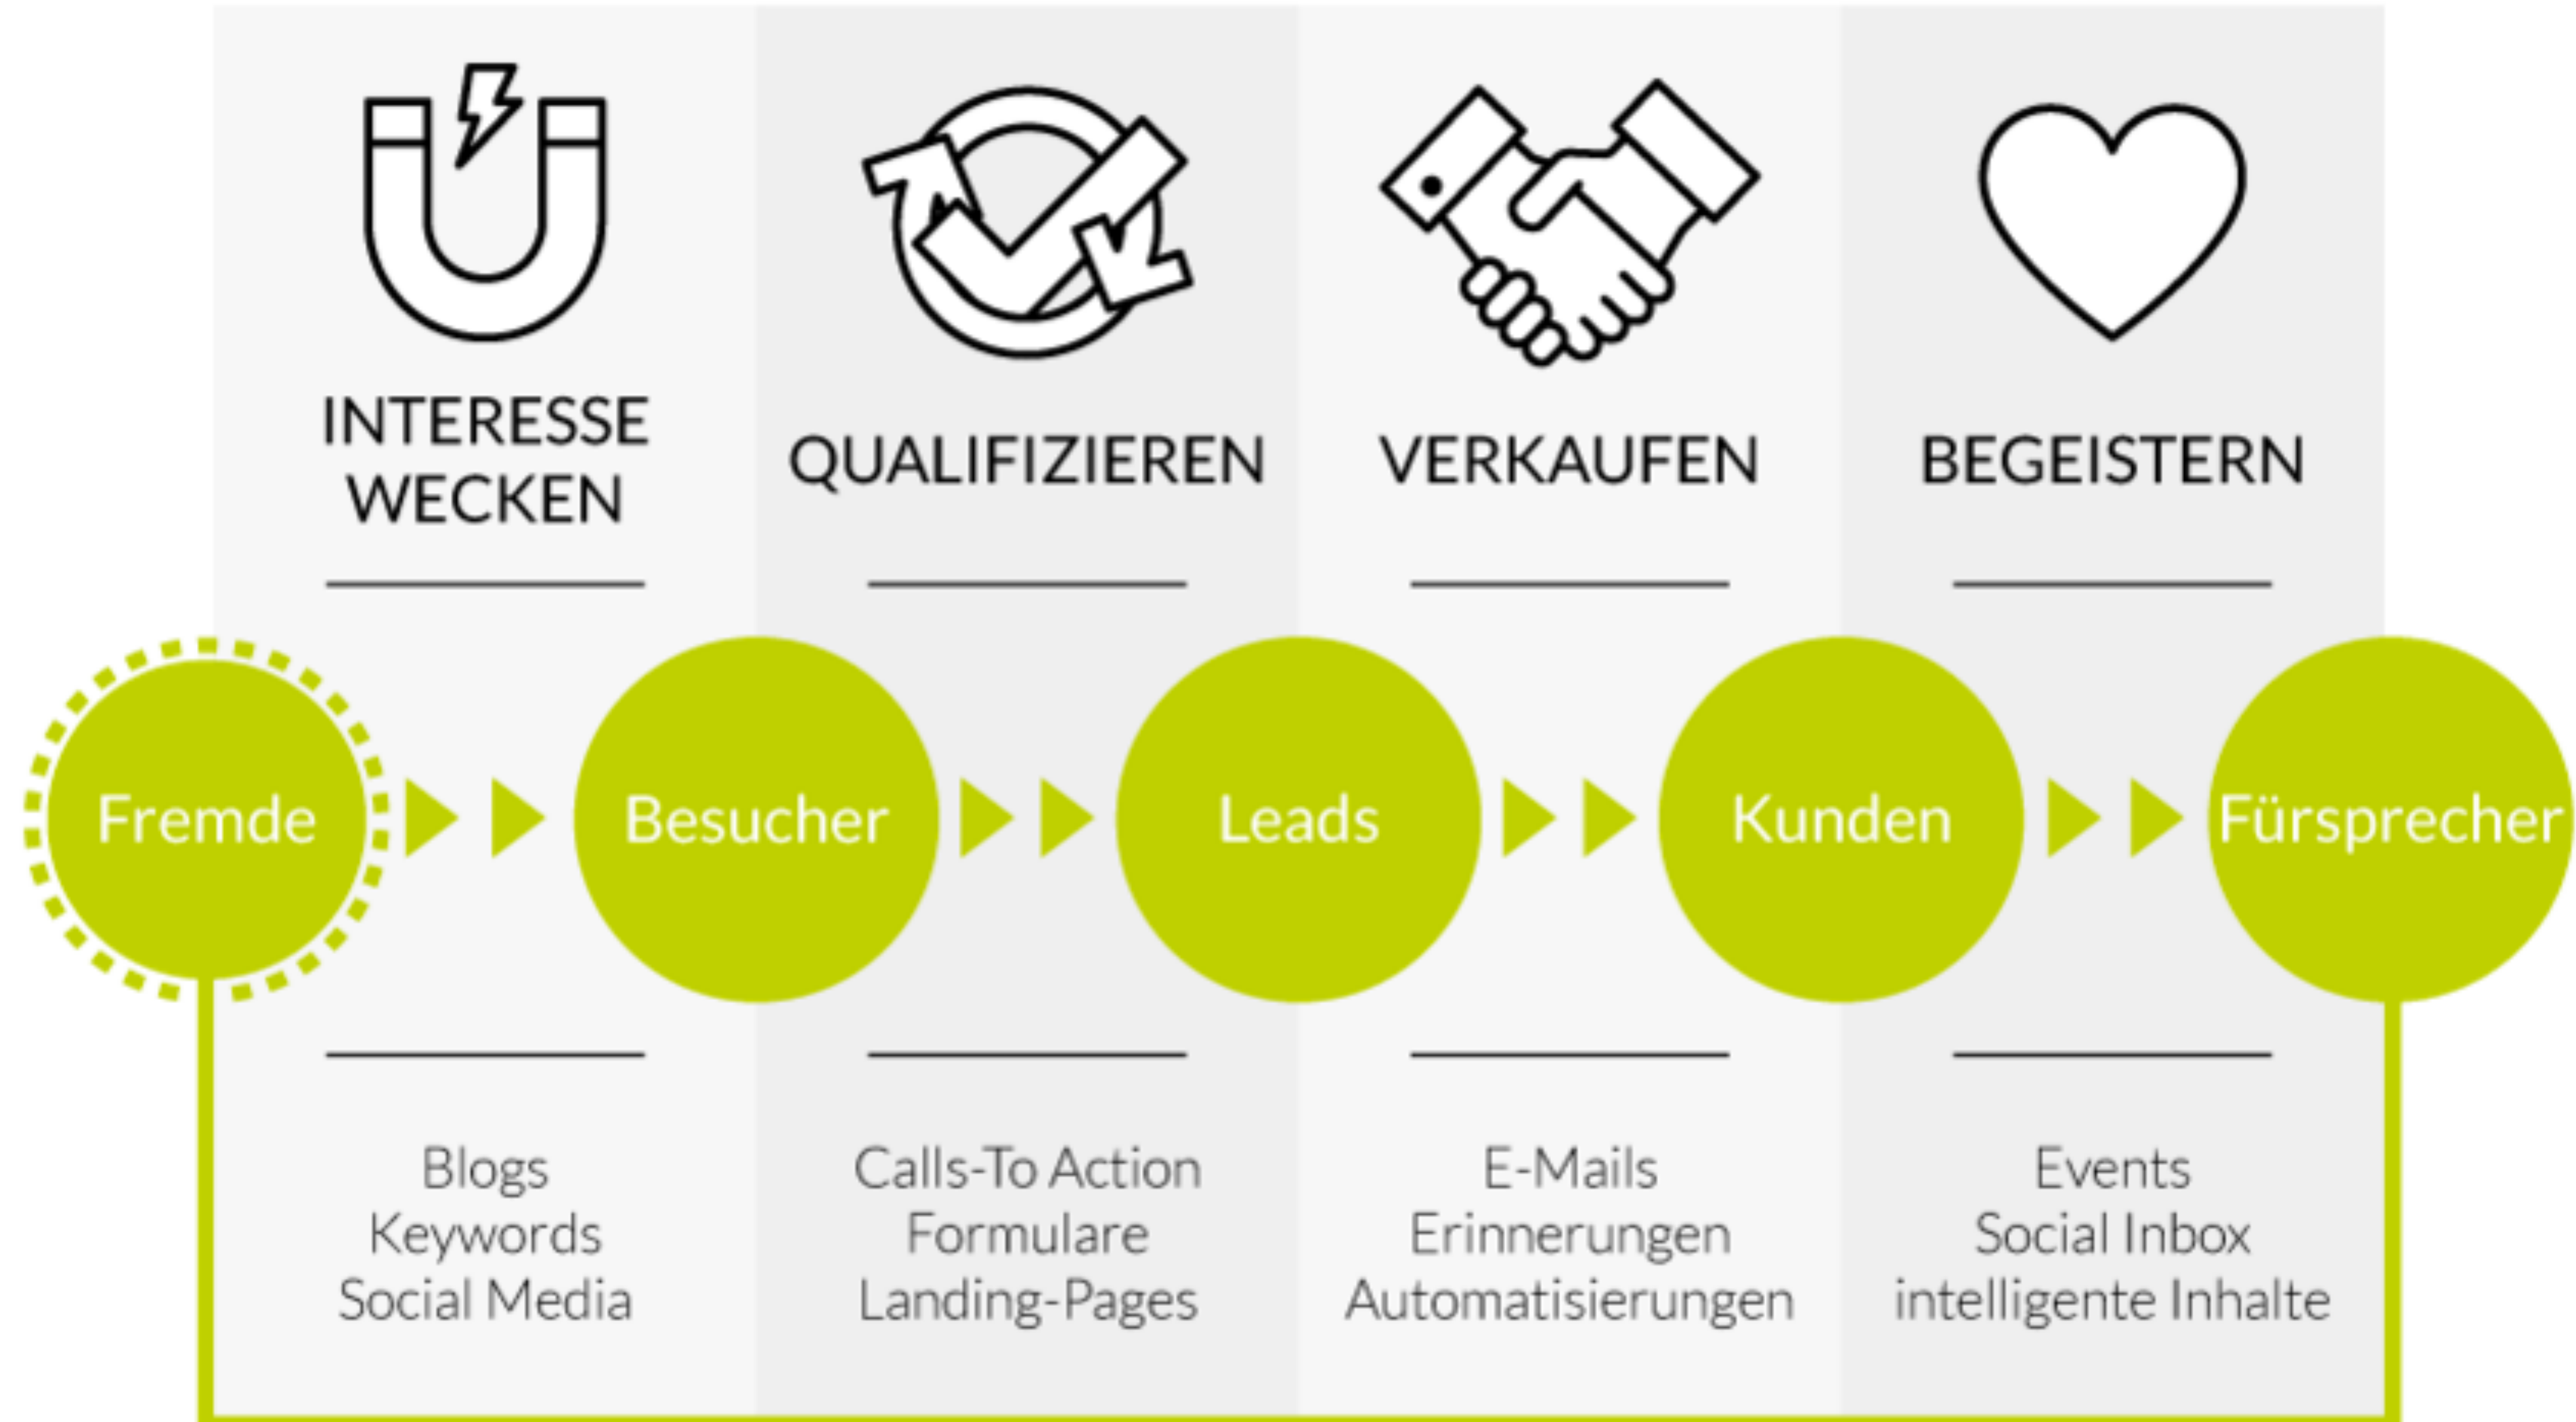 INTERESSE
WECKEN
QUALIFIZIEREN
VERKAUFEN
BEGEISTERN
Fremde
Besucher
Leads
Kunden
Fürsprecher
Blogs
Keywords
Social Media
Calls-To Action
Formulare
Landing-Pages
E-Mails
Erinnerungen
Automatisierungen
Events
Social Inbox
intelligente Inhalte